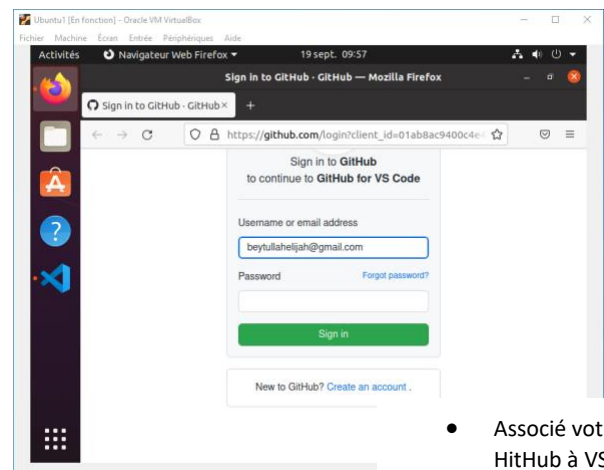 Ubuntu1 [En fonction] - Oracle VM VirtualBox
Fichier Machine Écran Entrée Périphériques Aide
Activités Navigateur Web Firefox 19 sept. 09:57
Sign in to GitHub · GitHub — Mozilla Firefox
Sign in to GitHub · GitHub
https://github.com/login?client_id=01ab8ac9400c4e
Sign in to GitHub
to continue to GitHub for VS Code
Username or email address
beytullahelijah@gmail.com
Password Forgot password?
Sign in
New to GitHub? Create an account .
• Associé vot
HitHub à VS